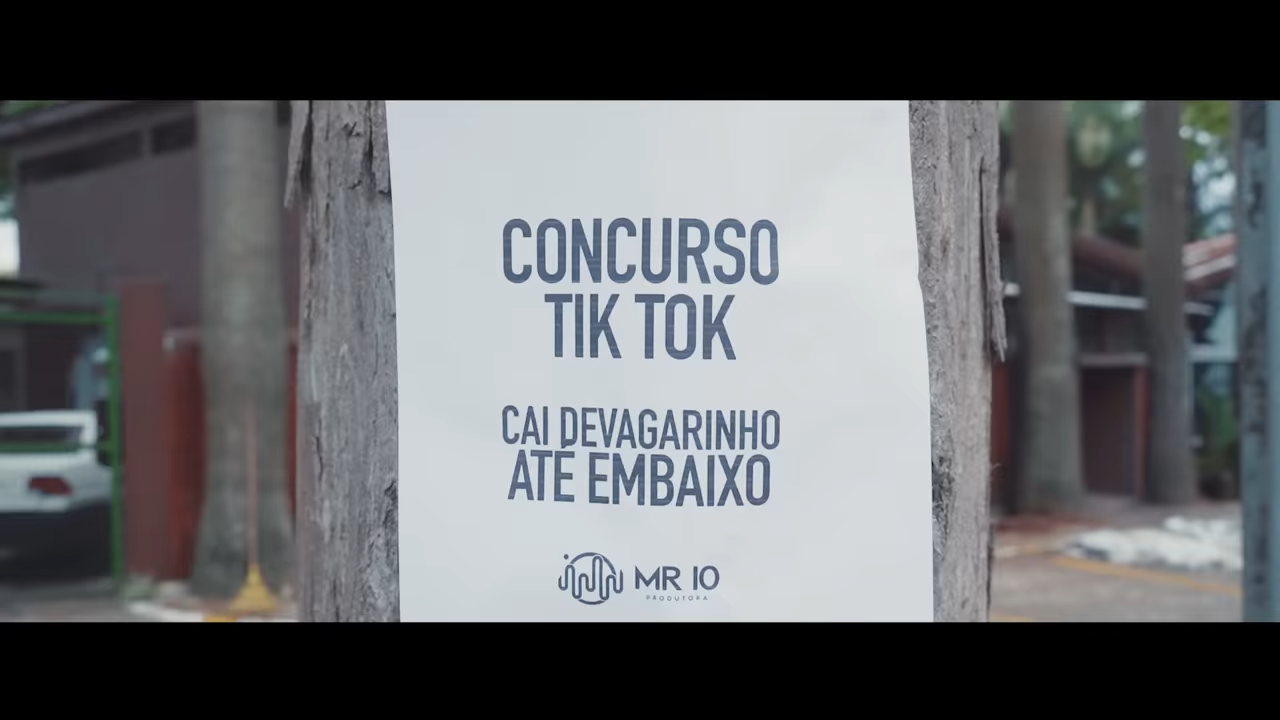 CONCURSO
TIK TOK
CAI DEVAGARINHO
ATÉ EMBAIXO
MR 10
PRODUTORA